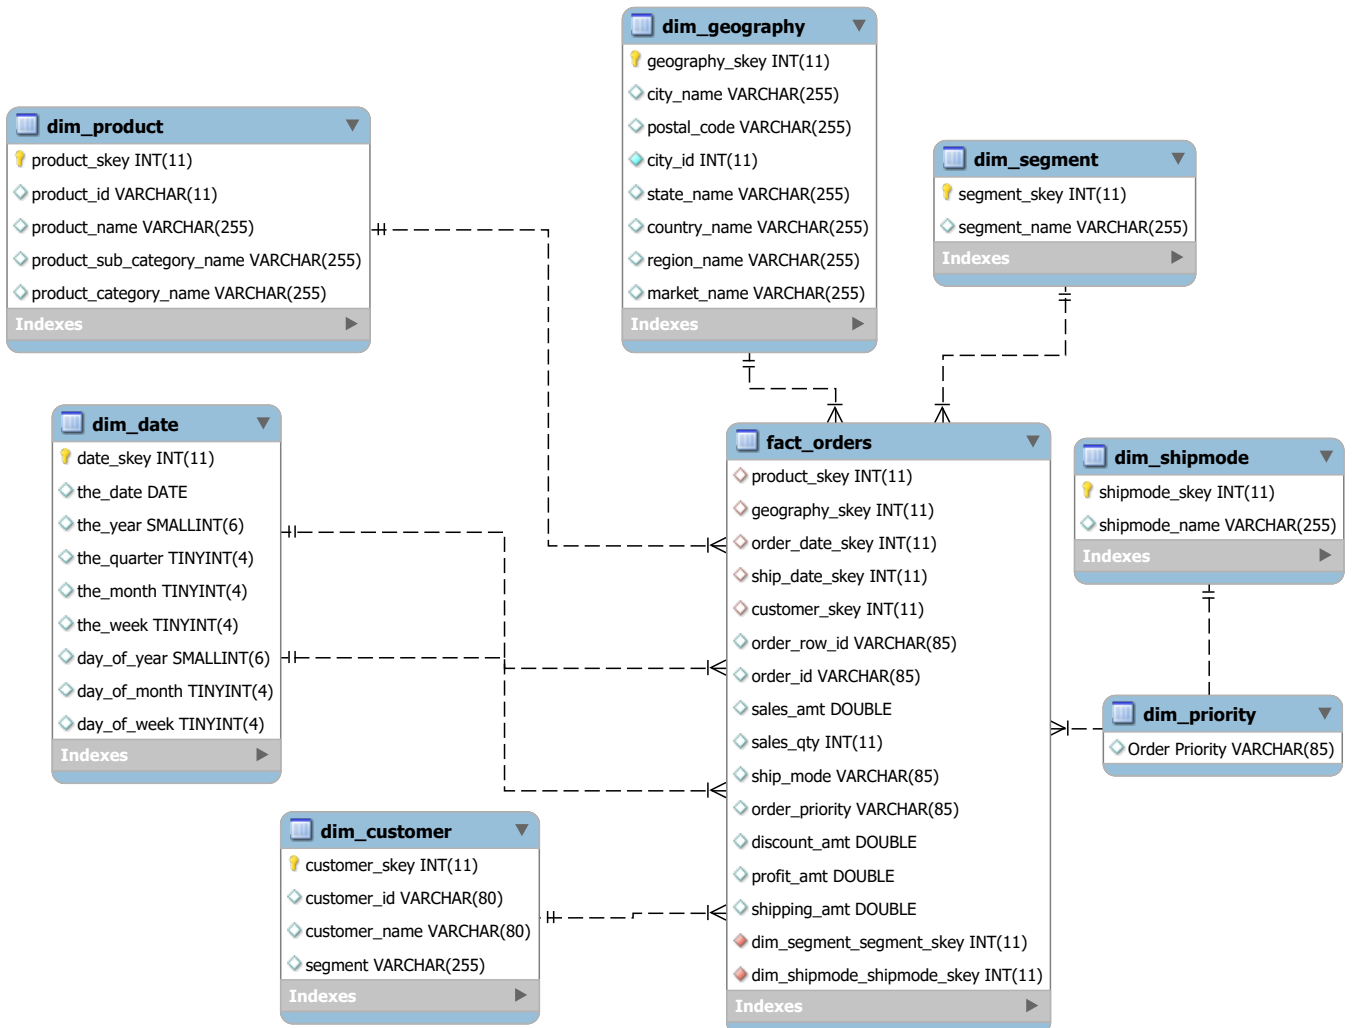 dim_geography
geography_skey INT(11)
city_name VARCHAR(255)
postal_code VARCHAR(255)
city_id INT(11)
state_name VARCHAR(255)
country_name VARCHAR(255)
region_name VARCHAR(255)
market_name VARCHAR(255)
Indexes
dim_product
product_skey INT(11)
product_id VARCHAR(11)
product_name VARCHAR(255)
product_sub_category_name VARCHAR(255)
product_category_name VARCHAR(255)
Indexes
dim_segment
segment_skey INT(11)
segment_name VARCHAR(255)
Indexes
dim_date
date_skey INT(11)
the_date DATE
the_year SMALLINT(6)
the_quarter TINYINT(4)
the_month TINYINT(4)
the_week TINYINT(4)
day_of_year SMALLINT(6)
day_of_month TINYINT(4)
day_of_week TINYINT(4)
Indexes
fact_orders
product_skey INT(11)
geography_skey INT(11)
order_date_skey INT(11)
ship_date_skey INT(11)
customer_skey INT(11)
order_row_id VARCHAR(85)
order_id VARCHAR(85)
sales_amt DOUBLE
sales_qty INT(11)
ship_mode VARCHAR(85)
order_priority VARCHAR(85)
discount_amt DOUBLE
profit_amt DOUBLE
shipping_amt DOUBLE
dim_segment_segment_skey INT(11)
dim_shipmode_shipmode_skey INT(11)
Indexes
dim_shipmode
shipmode_skey INT(11)
shipmode_name VARCHAR(255)
Indexes
dim_priority
Order Priority VARCHAR(85)
dim_customer
customer_skey INT(11)
customer_id VARCHAR(80)
customer_name VARCHAR(80)
segment VARCHAR(255)
Indexes